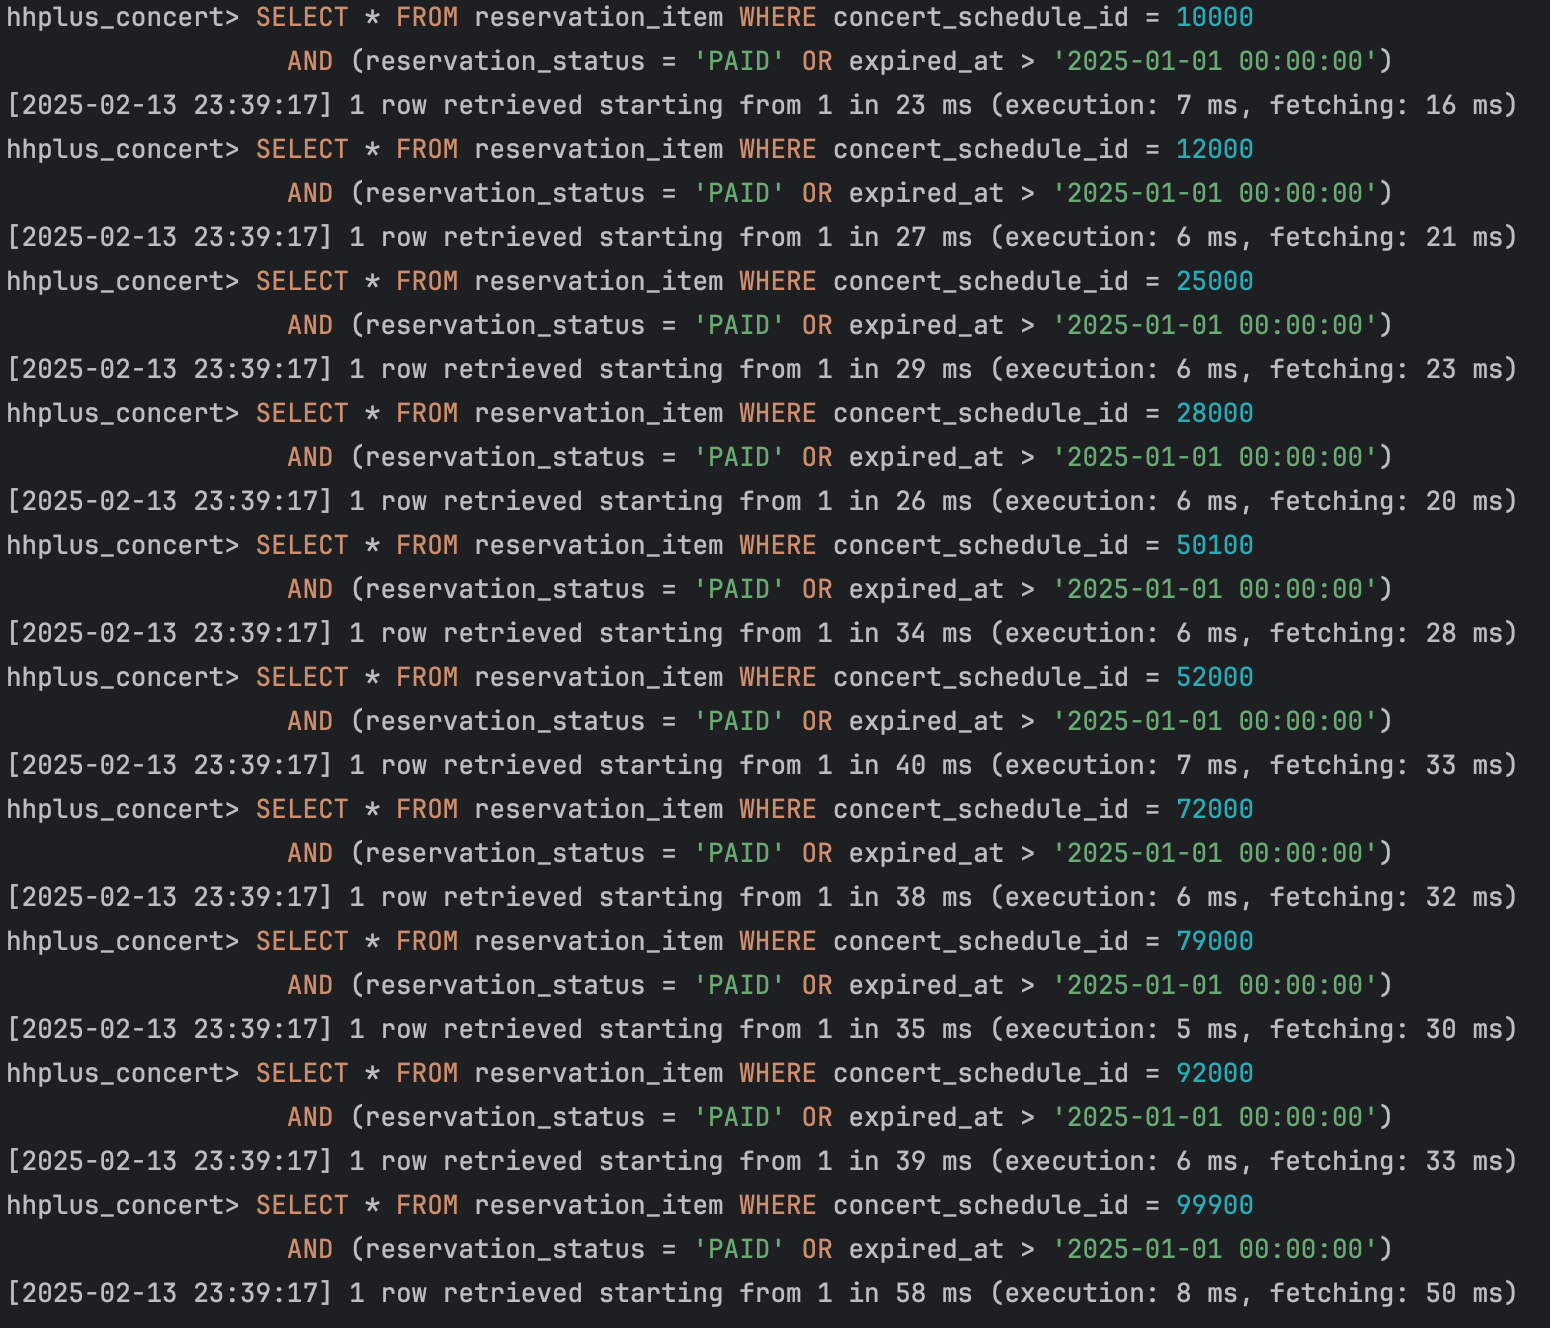 hhplus_concert> SELECT * FROM reservation_item WHERE concert_schedule_id = 10000
AND (reservation_status = 'PAID' OR expired_at > '2025-01-01 00:00:00')
[2025-02-13 23:39:17] 1 row retrieved starting from 1 in 23 ms (execution: 7 ms, fetching: 16 ms)
hhplus_concert> SELECT * FROM reservation_item WHERE concert_schedule_id = 12000
AND (reservation_status = 'PAID' OR expired_at > '2025-01-01 00:00:00')
[2025-02-13 23:39:17] 1 row retrieved starting from 1 in 27 ms (execution: 6 ms, fetching: 21 ms)
hhplus_concert> SELECT * FROM reservation_item WHERE concert_schedule_id = 25000
AND (reservation_status = 'PAID' OR expired_at > '2025-01-01 00:00:00')
[2025-02-13 23:39:17] 1 row retrieved starting from 1 in 29 ms (execution: 6 ms, fetching: 23 ms)
hhplus_concert> SELECT * FROM reservation_item WHERE concert_schedule_id = 28000
AND (reservation_status = 'PAID' OR expired_at > '2025-01-01 00:00:00')
[2025-02-13 23:39:17] 1 row retrieved starting from 1 in 26 ms (execution: 6 ms, fetching: 20 ms)
hhplus_concert> SELECT * FROM reservation_item WHERE concert_schedule_id = 50100
AND (reservation_status = 'PAID' OR expired_at > '2025-01-01 00:00:00')
[2025-02-13 23:39:17] 1 row retrieved starting from 1 in 34 ms (execution: 6 ms, fetching: 28 ms)
hhplus_concert> SELECT * FROM reservation_item WHERE concert_schedule_id = 52000
AND (reservation_status = 'PAID' OR expired_at > '2025-01-01 00:00:00')
[2025-02-13 23:39:17] 1 row retrieved starting from 1 in 40 ms (execution: 7 ms, fetching: 33 ms)
hhplus_concert> SELECT * FROM reservation_item WHERE concert_schedule_id = 72000
AND (reservation_status = 'PAID' OR expired_at > '2025-01-01 00:00:00')
[2025-02-13 23:39:17] 1 row retrieved starting from 1 in 38 ms (execution: 6 ms, fetching: 32 ms)
hhplus_concert> SELECT * FROM reservation_item WHERE concert_schedule_id = 79000
AND (reservation_status = 'PAID' OR expired_at > '2025-01-01 00:00:00')
[2025-02-13 23:39:17] 1 row retrieved starting from 1 in 35 ms (execution: 5 ms, fetching: 30 ms)
hhplus_concert> SELECT * FROM reservation_item WHERE concert_schedule_id = 92000
AND (reservation_status = 'PAID' OR expired_at > '2025-01-01 00:00:00')
[2025-02-13 23:39:17] 1 row retrieved starting from 1 in 39 ms (execution: 6 ms, fetching: 33 ms)
hhplus_concert> SELECT * FROM reservation_item WHERE concert_schedule_id = 99900
AND (reservation_status = 'PAID' OR expired_at > '2025-01-01 00:00:00')
[2025-02-13 23:39:17] 1 row retrieved starting from 1 in 58 ms (execution: 8 ms, fetching: 50 ms)